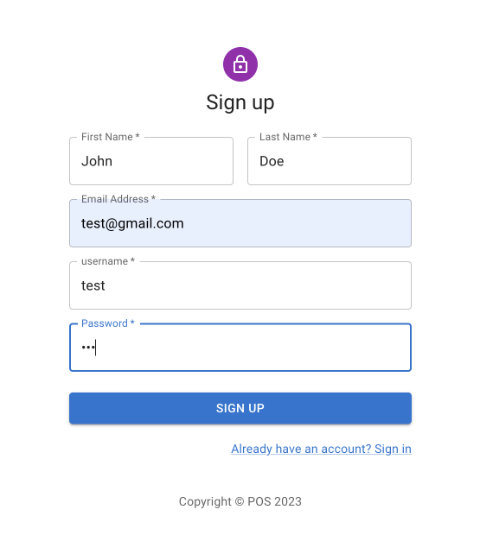 Sign up
First Name * Last Name *
John Doe
Email Address *
test@gmail.com
username *
test
Password *
•••
SIGN UP
Already have an account? Sign in
Copyright © POS 2023